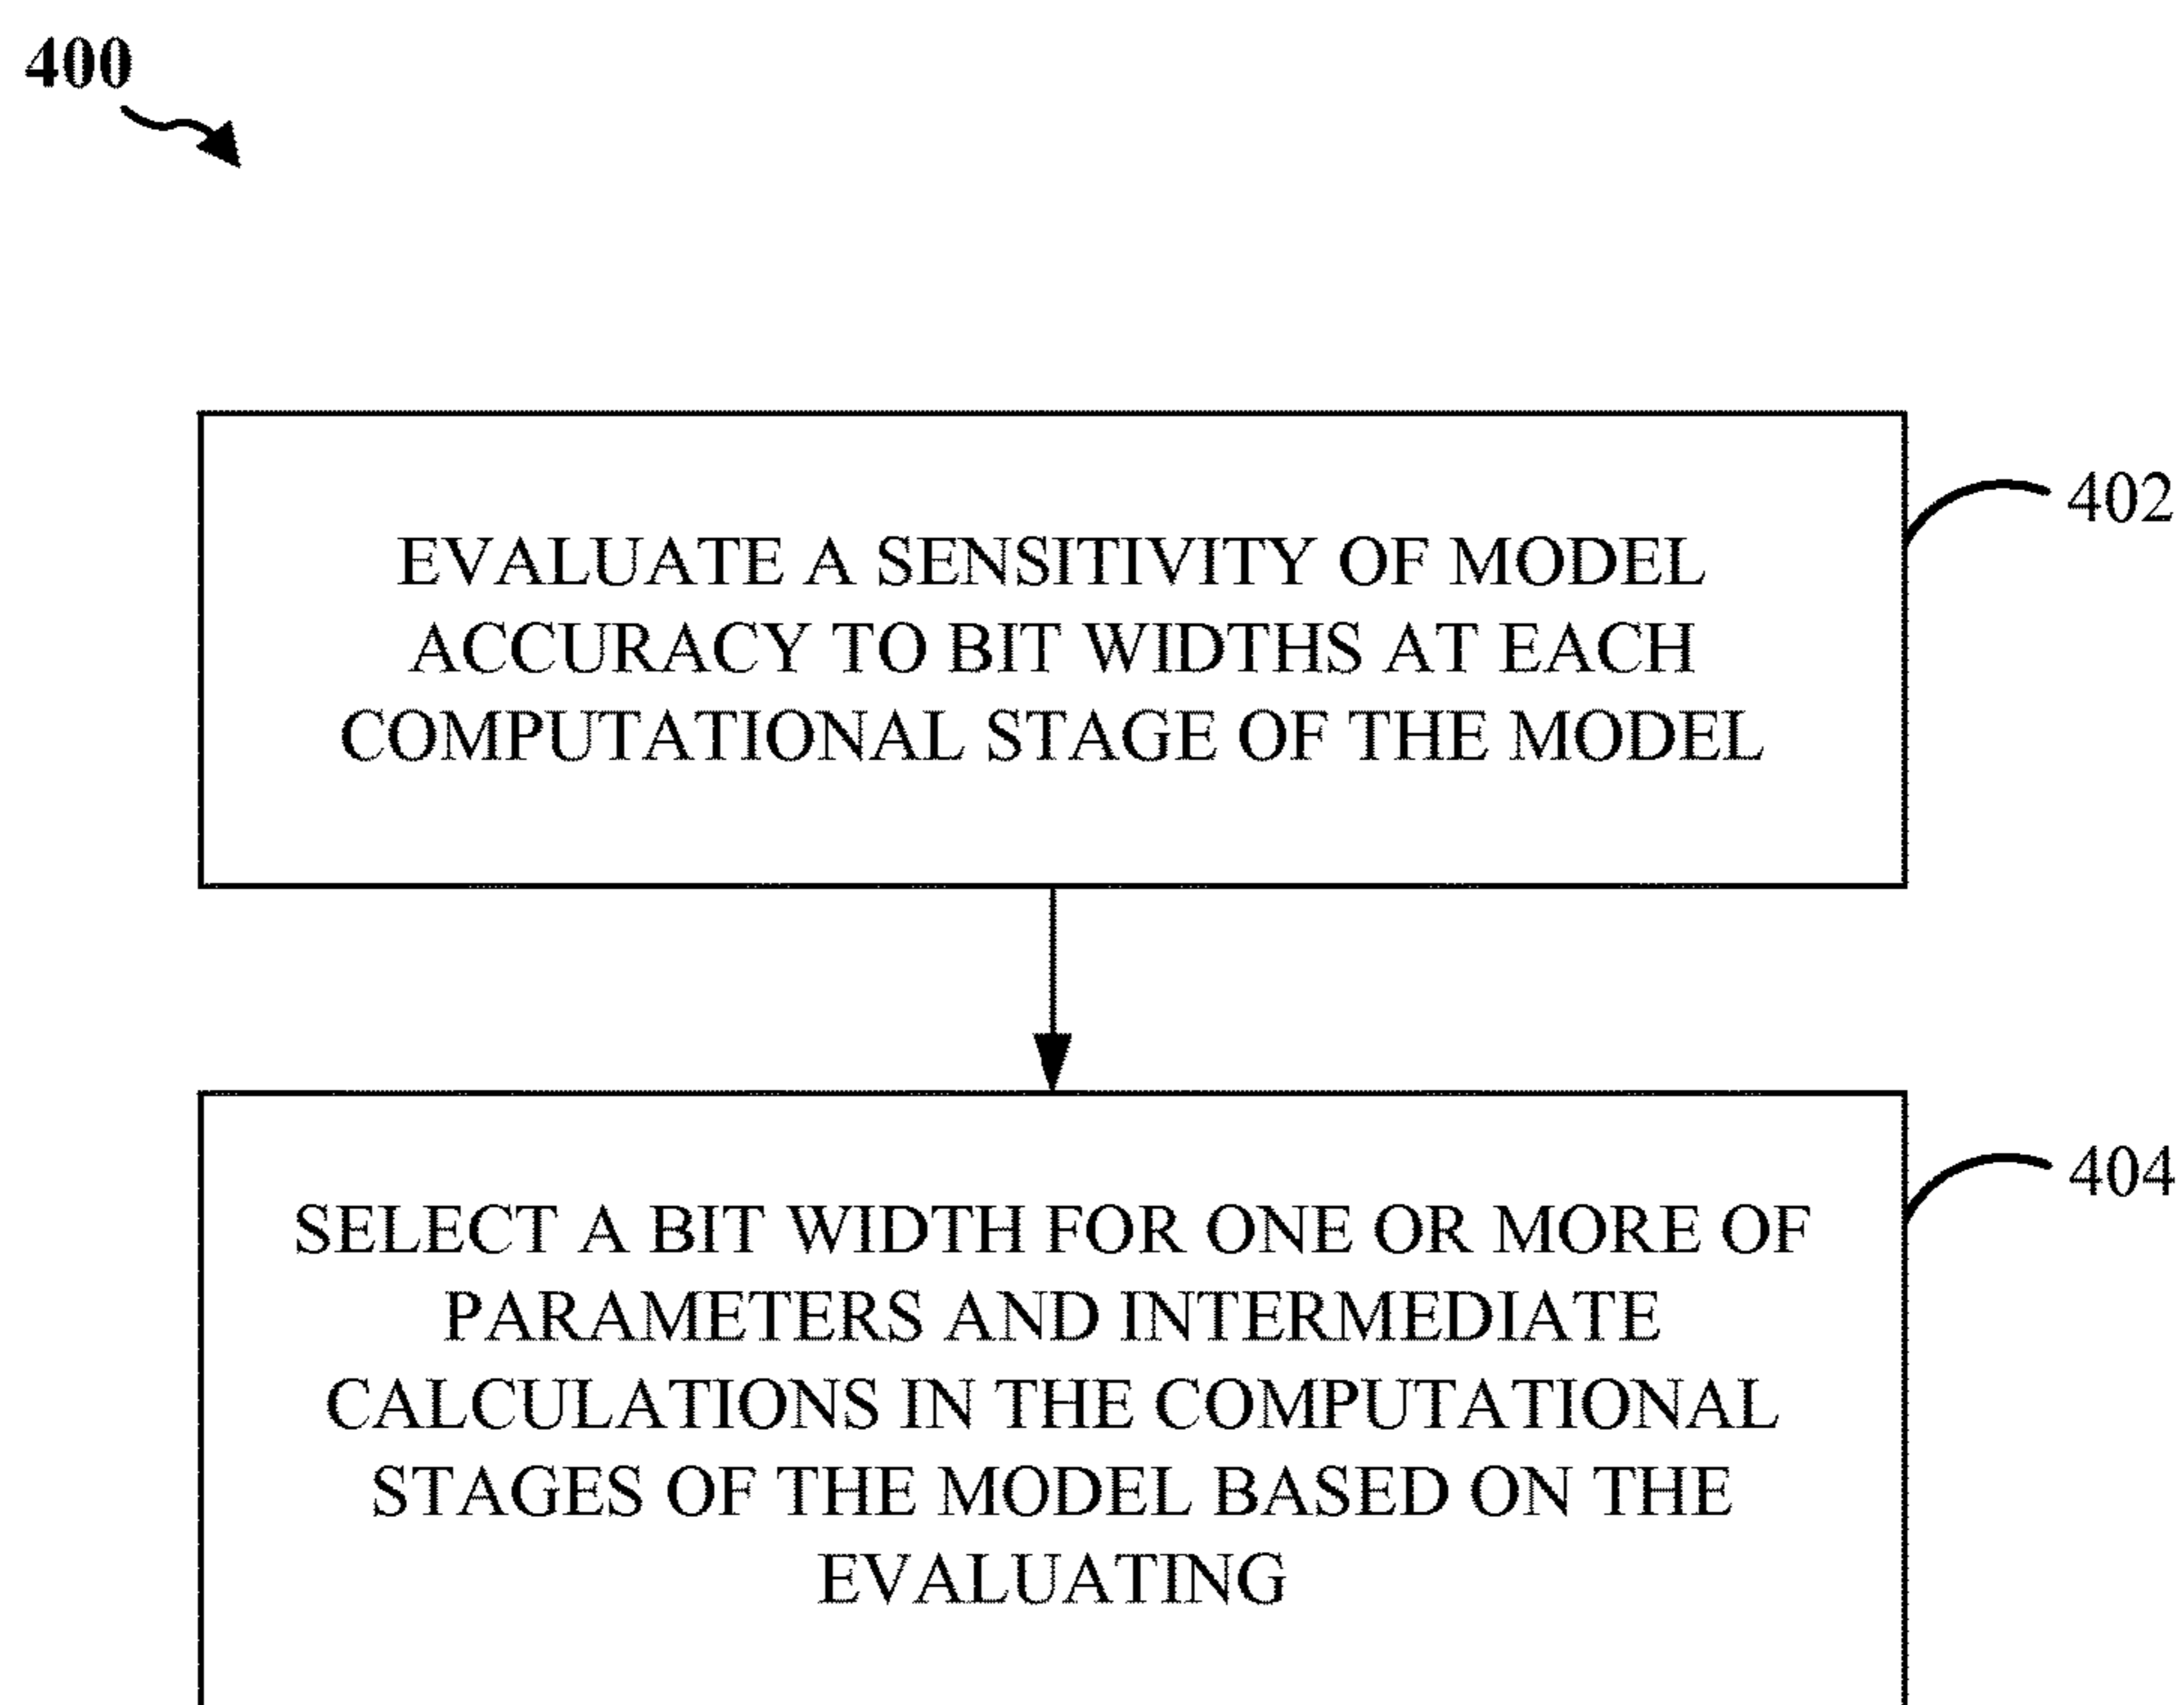 400
EVALUATE A SENSITIVITY OF MODEL
ACCURACY TO BIT WIDTHS AT EACH
COMPUTATIONAL STAGE OF THE MODEL
402
SELECT A BIT WIDTH FOR ONE OR MORE OF
PARAMETERS AND INTERMEDIATE
CALCULATIONS IN THE COMPUTATIONAL
STAGES OF THE MODEL BASED ON THE
EVALUATING
404